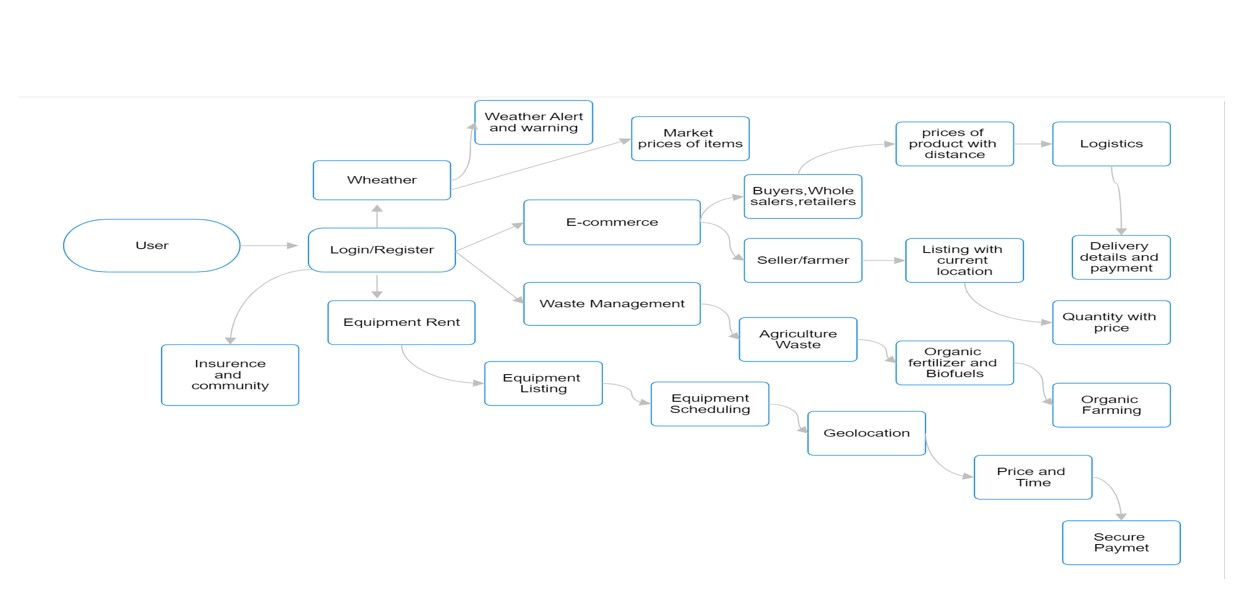 Weather Alert
and warning
Market
prices of items
prices of
product with
distance
Logistics
Wheather
Buyers,Whole
salers,retailers
E-commerce
User
Login/Register
Seller/farmer
Listing with
current
location
Delivery
details and
payment
Waste Management
Equipment Rent
Quantity with
price
Agriculture
Waste
Organic
fertilizer and
Biofuels
Insurence
and
community
Equipment
Listing
Equipment
Scheduling
Organic
Farming
Geolocation
Price and
Time
Secure
Paymet